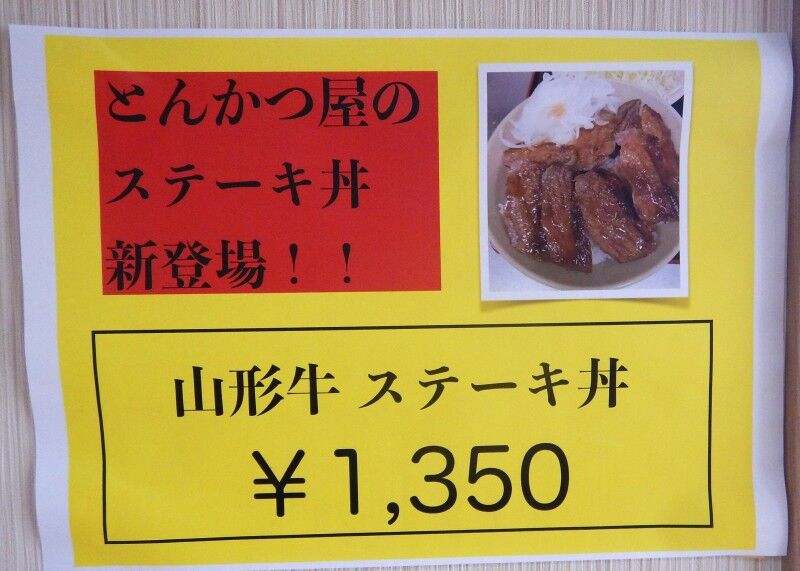 とんかつ屋の
ステーキ丼
新登場！！
山形牛 ステーキ丼
￥1,350